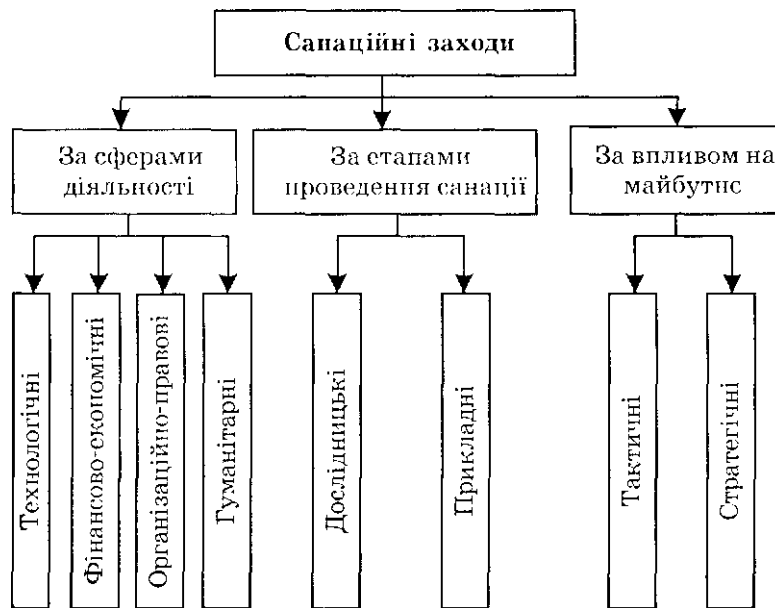 Санаційні заходи
За сферами
діяльності
За етапами
проведення санації
За впливом на
майбутнє
Технологічні
Фінансово-економічні
Організаційно-правові
Гуманітарні
Дослідницькі
Прикладні
Тактичні
Стратегічні